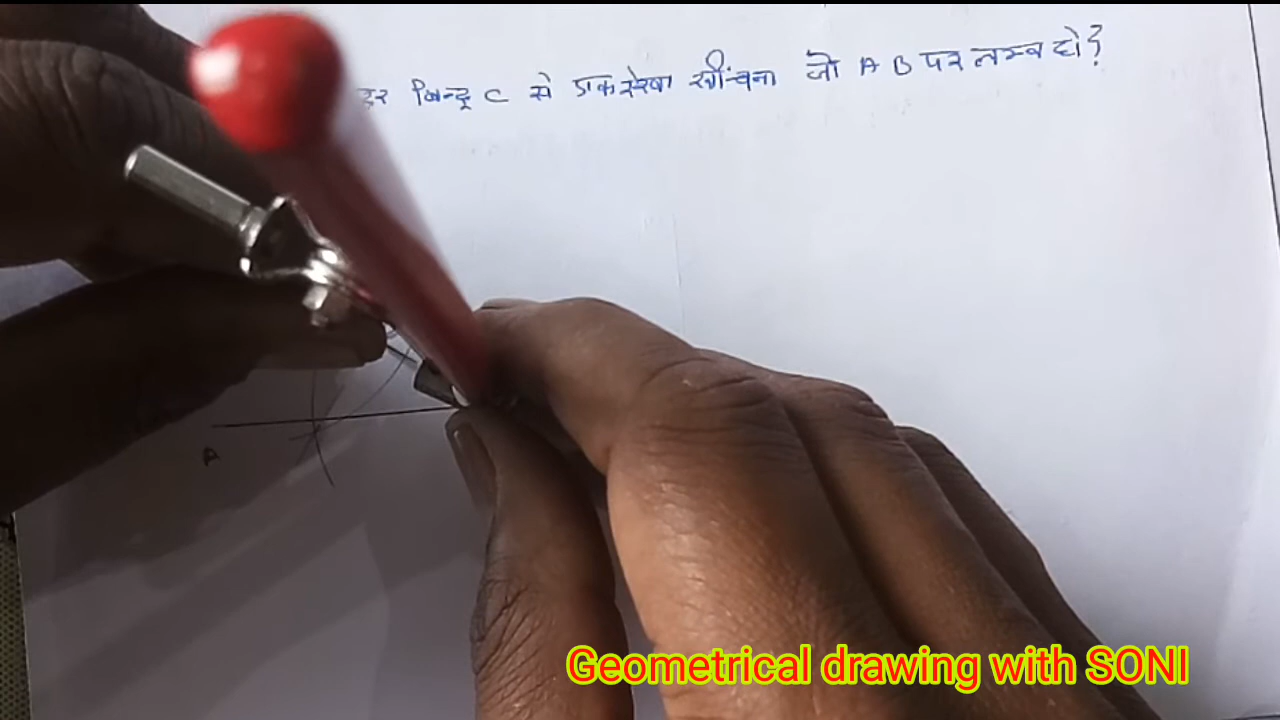 बिन्दू C से एक रेखा खींचना जो A B पर लम्ब हो?
A
Geometrical drawing with SONI